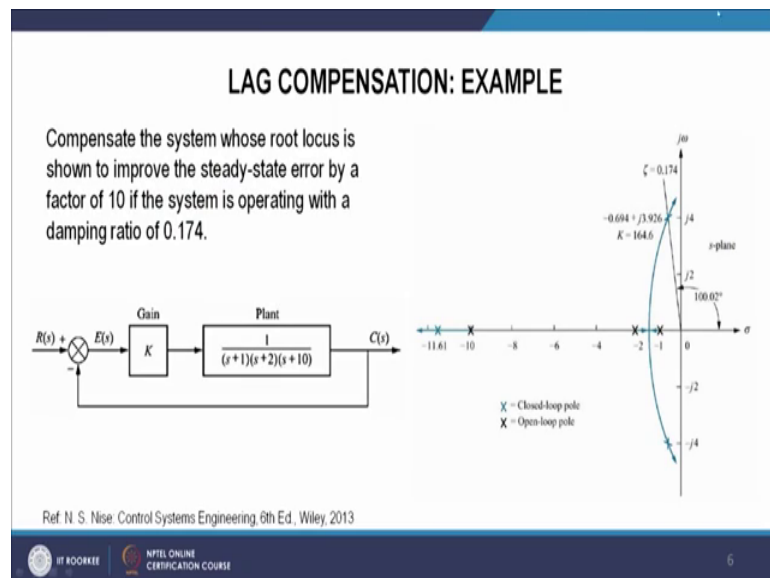 LAG COMPENSATION: EXAMPLE
Compensate the system whose root locus is
shown to improve the steady-state error by a
factor of 10 if the system is operating with a
damping ratio of 0.174.
Gain
Plant
R(s) +
E(s)
K
1
(s+1)(s+2)(s+10)
C(s)
−
jω
ζ = 0.174
−0.694 + j3.926
K = 164.6
j4
s-plane
j2
100.02°
σ
−11.61 −10 −8 −6 −4 −2 −1 0
−j2
−j4
X = Closed-loop pole
X = Open-loop pole
Ref: N. S. Nise: Control Systems Engineering, 6th Ed., Wiley, 2013
IIT ROORKEE
NPTEL ONLINE
CERTIFICATION COURSE
6